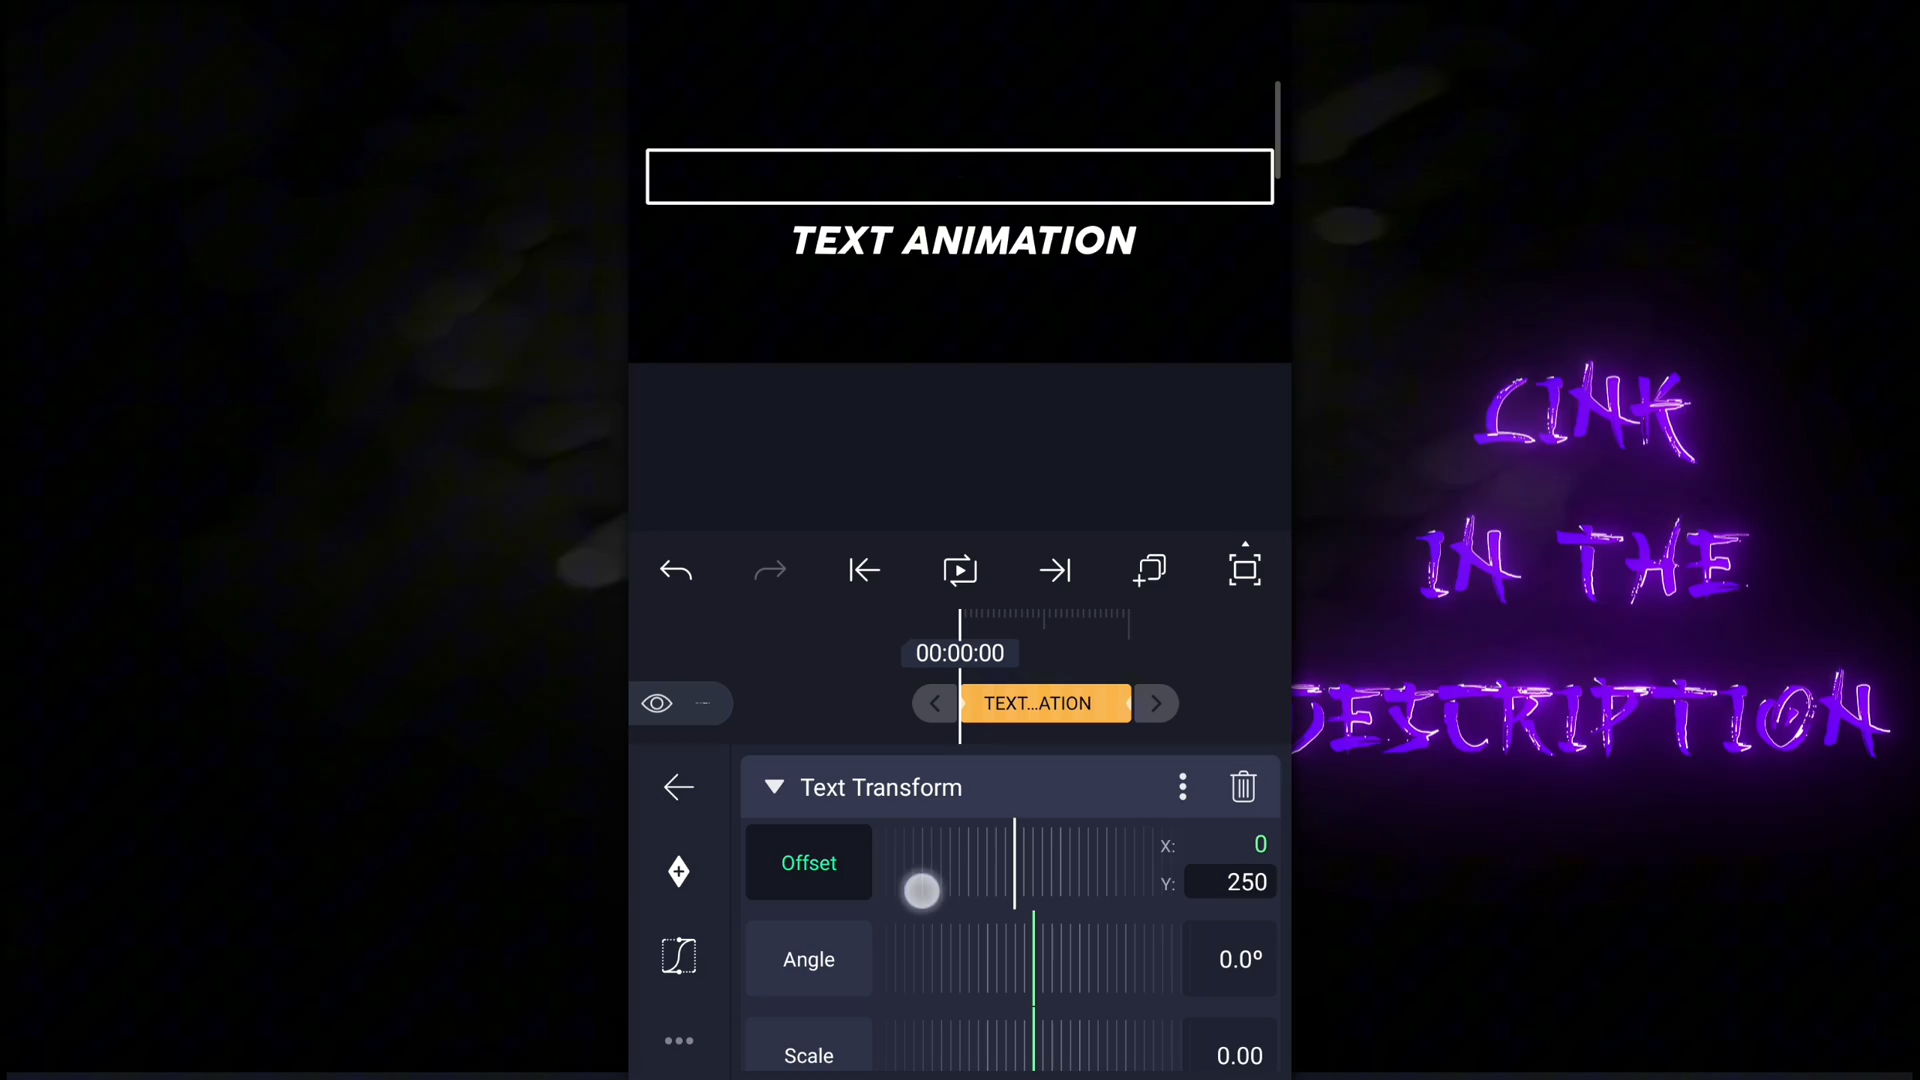 TEXT ANIMATION
00:00:00
TEXT...ATION
Text Transform
Offset
X: 0
Y: 250
Angle
0.0º
Scale
0.00
LINK
IN THE
DESCRIPTION